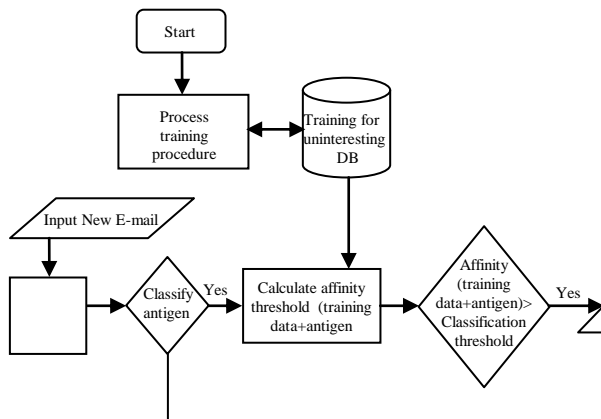 Start
Process
training
procedure
Training for
uninteresting
DB
Input New E-mail
Classify
antigen
Yes
Calculate affinity
threshold (training
data+antigen
Affinity
(training
data+antigen)>
Classification
threshold
Yes